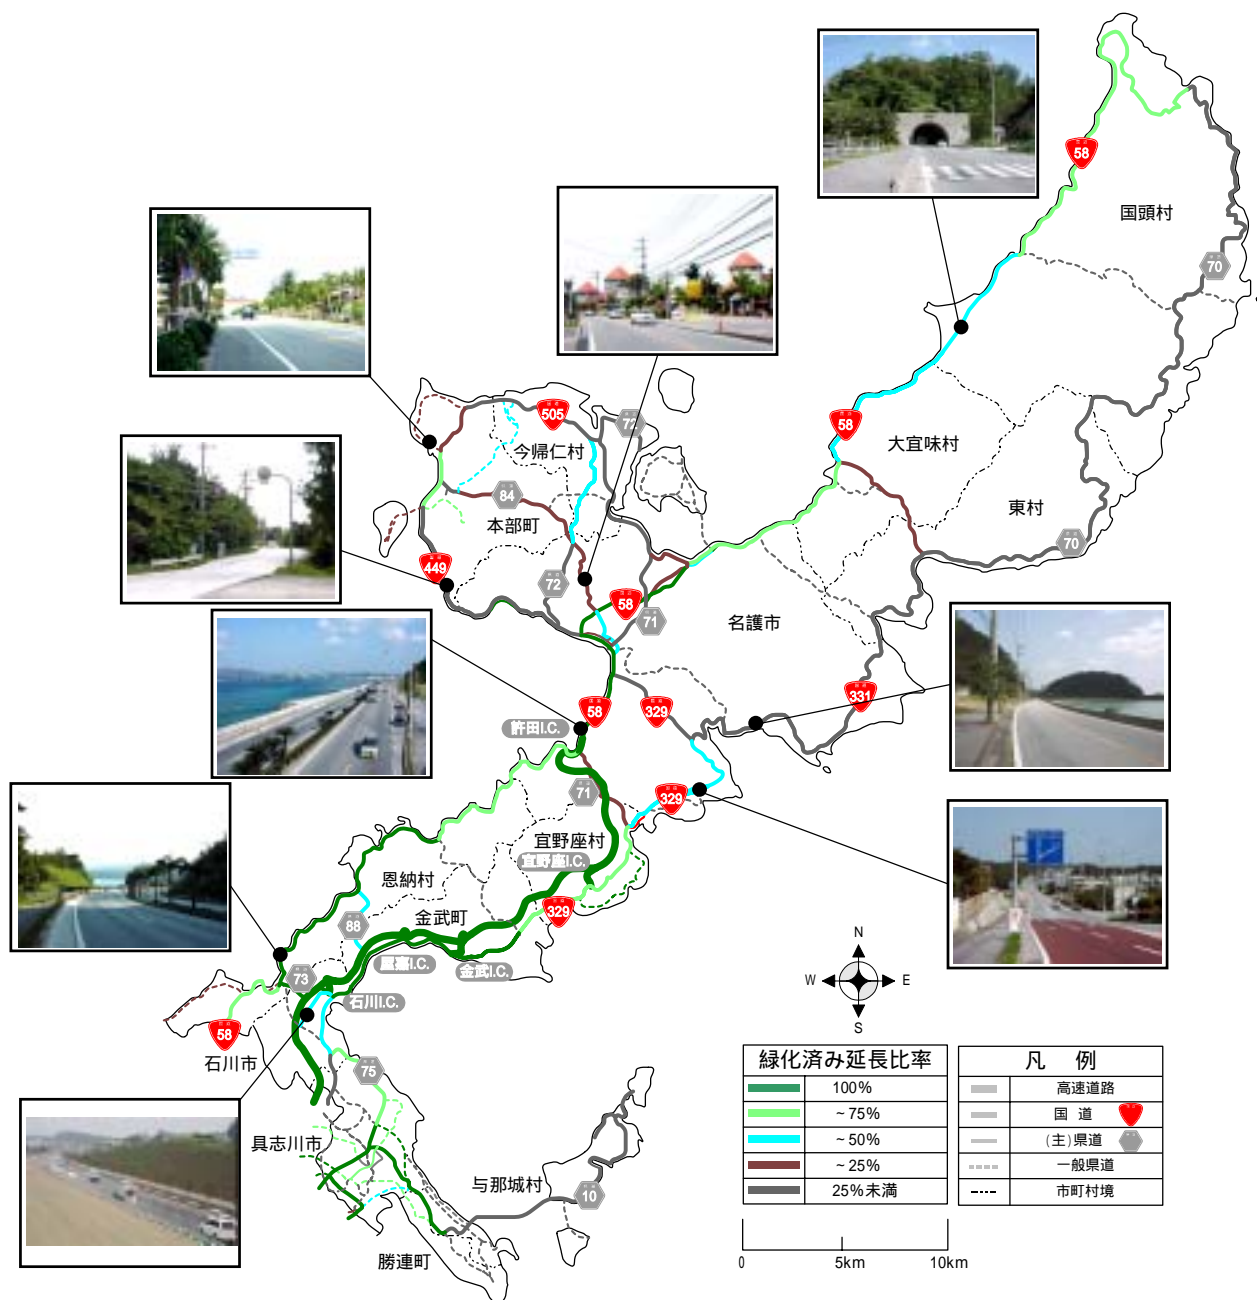 58
国頭村
70
505
72
今帰仁村
58
大宜味村
84
本部町
東村
70
449
72
58
71
名護市
331
58
329
許田I.C.
71
329
宜野座村
宜野座I.C.
恩納村
329
金武町
88
屋嘉I.C.
金武I.C.
73
石川I.C.
58
石川市
75
具志川市
与那城村
10
勝連町
N
W
E
S
緑化済み延長比率
100%
~75%
~50%
~25%
25%未満
凡 例
高速道路
国 道
(主)県道
一般県道
市町村境
0
5km
10km